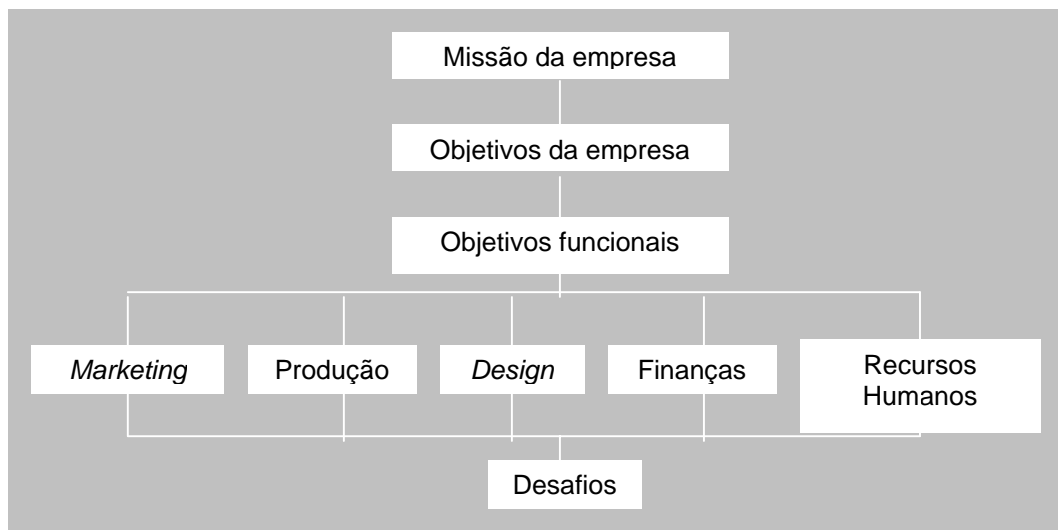 Missão da empresa
Objetivos da empresa
Objetivos funcionais
Marketing
Produção
Design
Finanças
Recursos
Humanos
Desafios